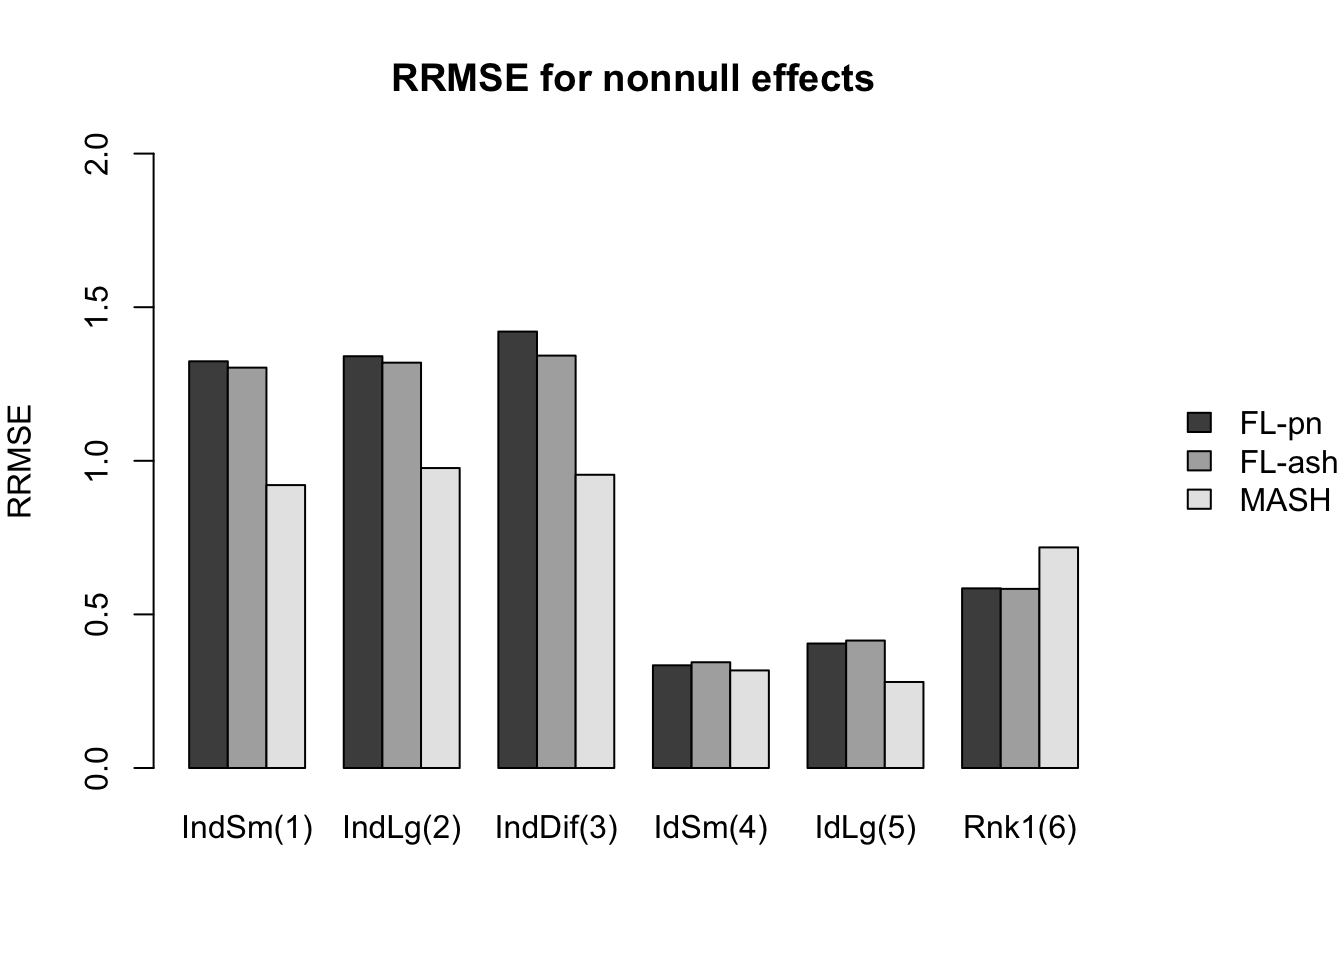 RRMSE for nonnull effects
RRMSE
2.0
1.5
1.0
0.5
0.0
IndSm(1) IndLg(2) IndDif(3) IdSm(4) IdLg(5) Rnk1(6)
FL-pn
FL-ash
MASH